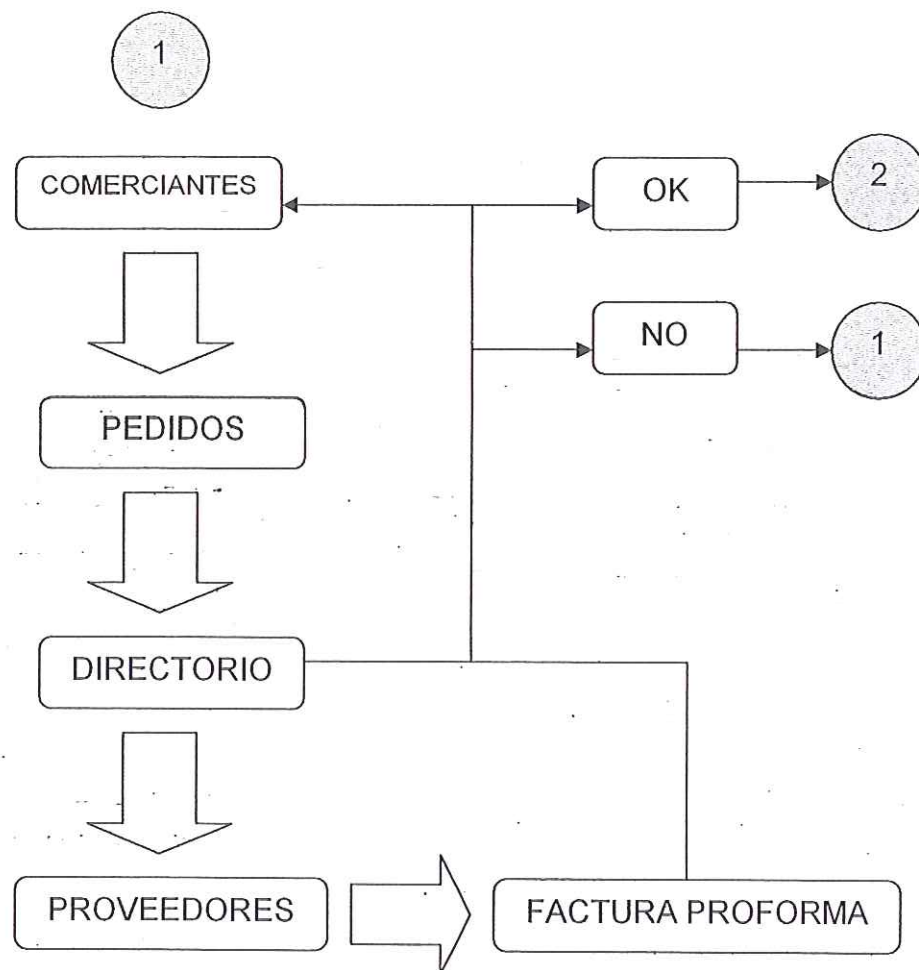 1
COMERCIANTES
OK
2
NO
1
PEDIDOS
DIRECTORIO
PROVEEDORES
FACTURA PROFORMA